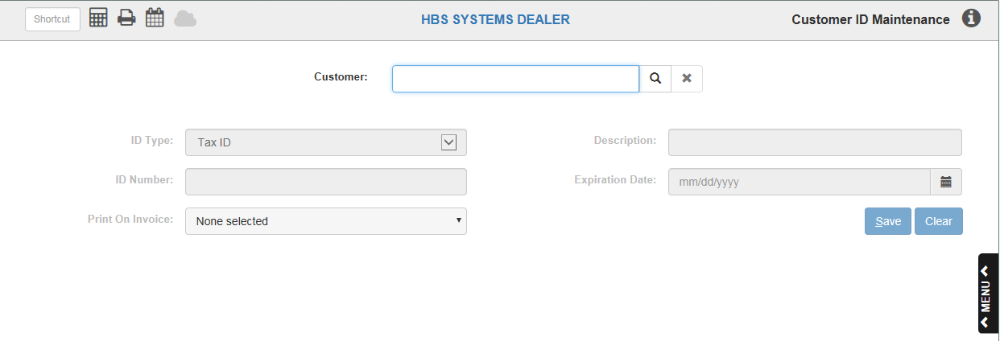 Shortcut HBS SYSTEMS DEALER Customer ID Maintenance
Customer:
ID Type: Tax ID Description:
ID Number: Expiration Date: mm/dd/yyyy
Print On Invoice: None selected Save Clear
MENU